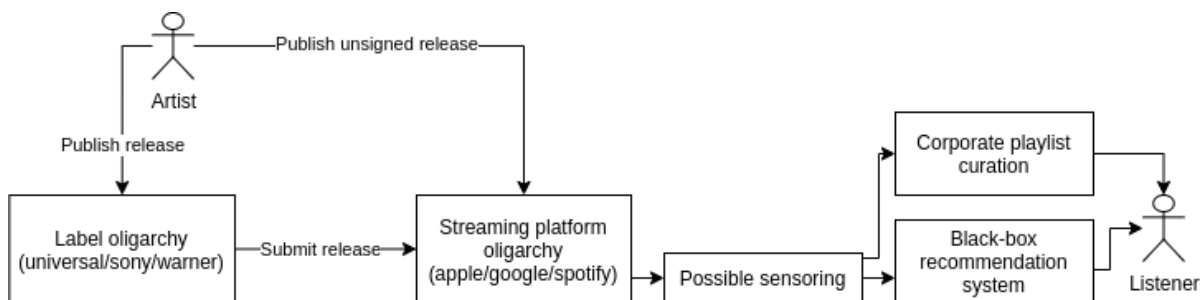 Publish unsigned release
Artist
Publish release
Label oligarchy
(universal/sony/warner)
Submit release
Streaming platform
oligarchy
(apple/google/spotify)
Possible sensoring
Corporate playlist
curation
Black-box
recommendation
system
Listener